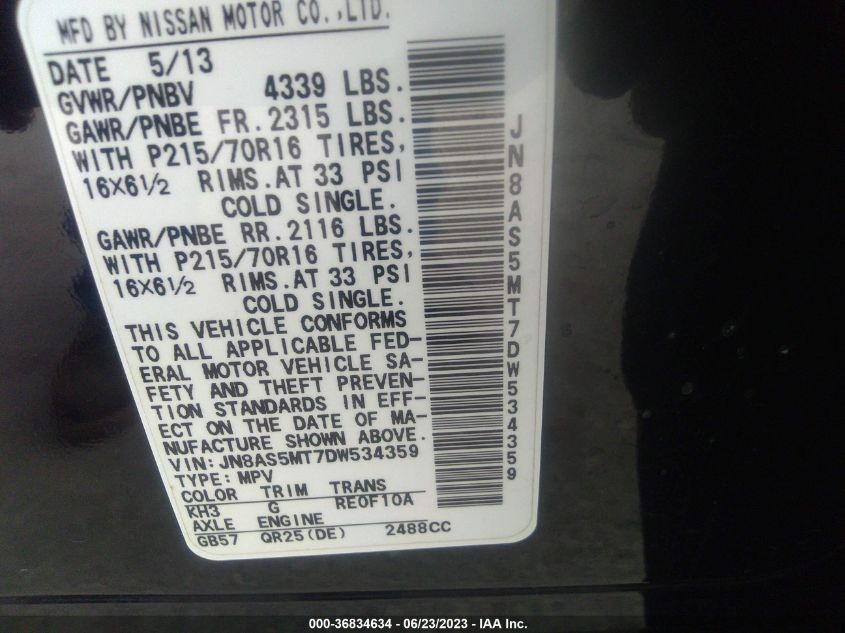 MFD BY NISSAN MOTOR CO.,LTD.
DATE 5/13
GVWR/PNBV 4339 LBS.
GAWR/PNBE FR.2315 LBS.
WITH P215/70R16 TIRES,
16X6½ RIMS.AT 33 PSI
COLD SINGLE.
GAWR/PNBE RR.2116 LBS.
WITH P215/70R16 TIRES,
16X6½ RIMS.AT 33 PSI
COLD SINGLE.
THIS VEHICLE CONFORMS
TO ALL APPLICABLE FED-
ERAL MOTOR VEHICLE SA-
FETY AND THEFT PREVEN-
TION STANDARDS IN EFF-
ECT ON THE DATE OF MA-
NUFACTURE SHOWN ABOVE.
VIN: JN8AS5MT7DW534359
TYPE: MPV
COLOR TRIM TRANS
KH3 G RE0F10A
AXLE ENGINE
GB57 QR25(DE) 2488CC
JN8AS5MT7DW534359
000-36834634 - 06/23/2023 - IAA Inc.